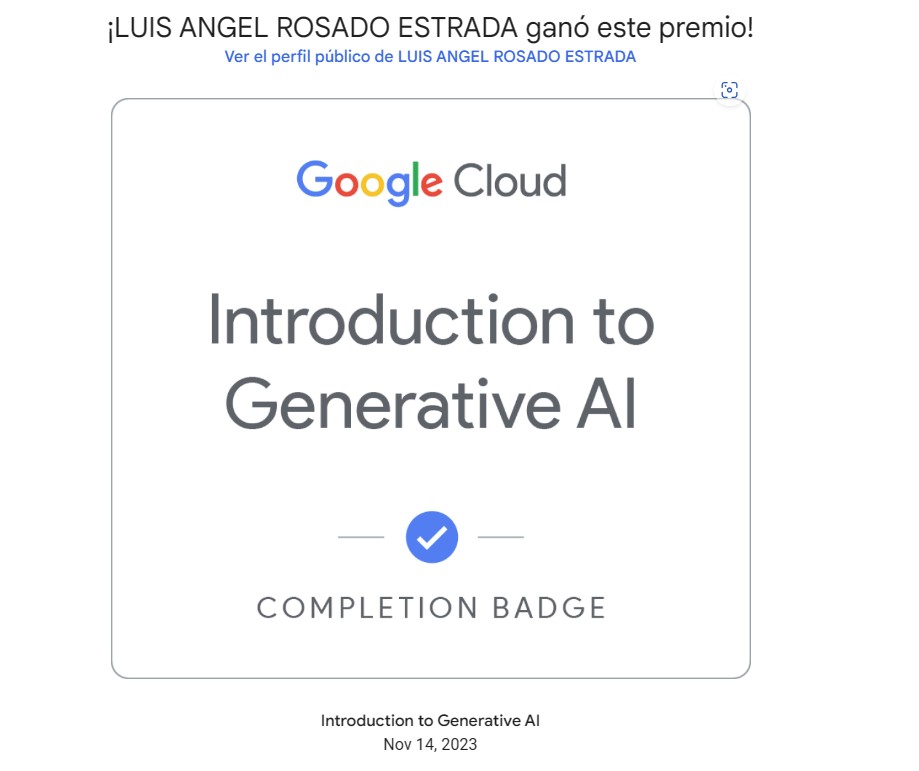 ¡LUIS ANGEL ROSADO ESTRADA ganó este premio!
Ver el perfil público de LUIS ANGEL ROSADO ESTRADA
Google Cloud
Introduction to
Generative AI
COMPLETION BADGE
Introduction to Generative AI
Nov 14, 2023